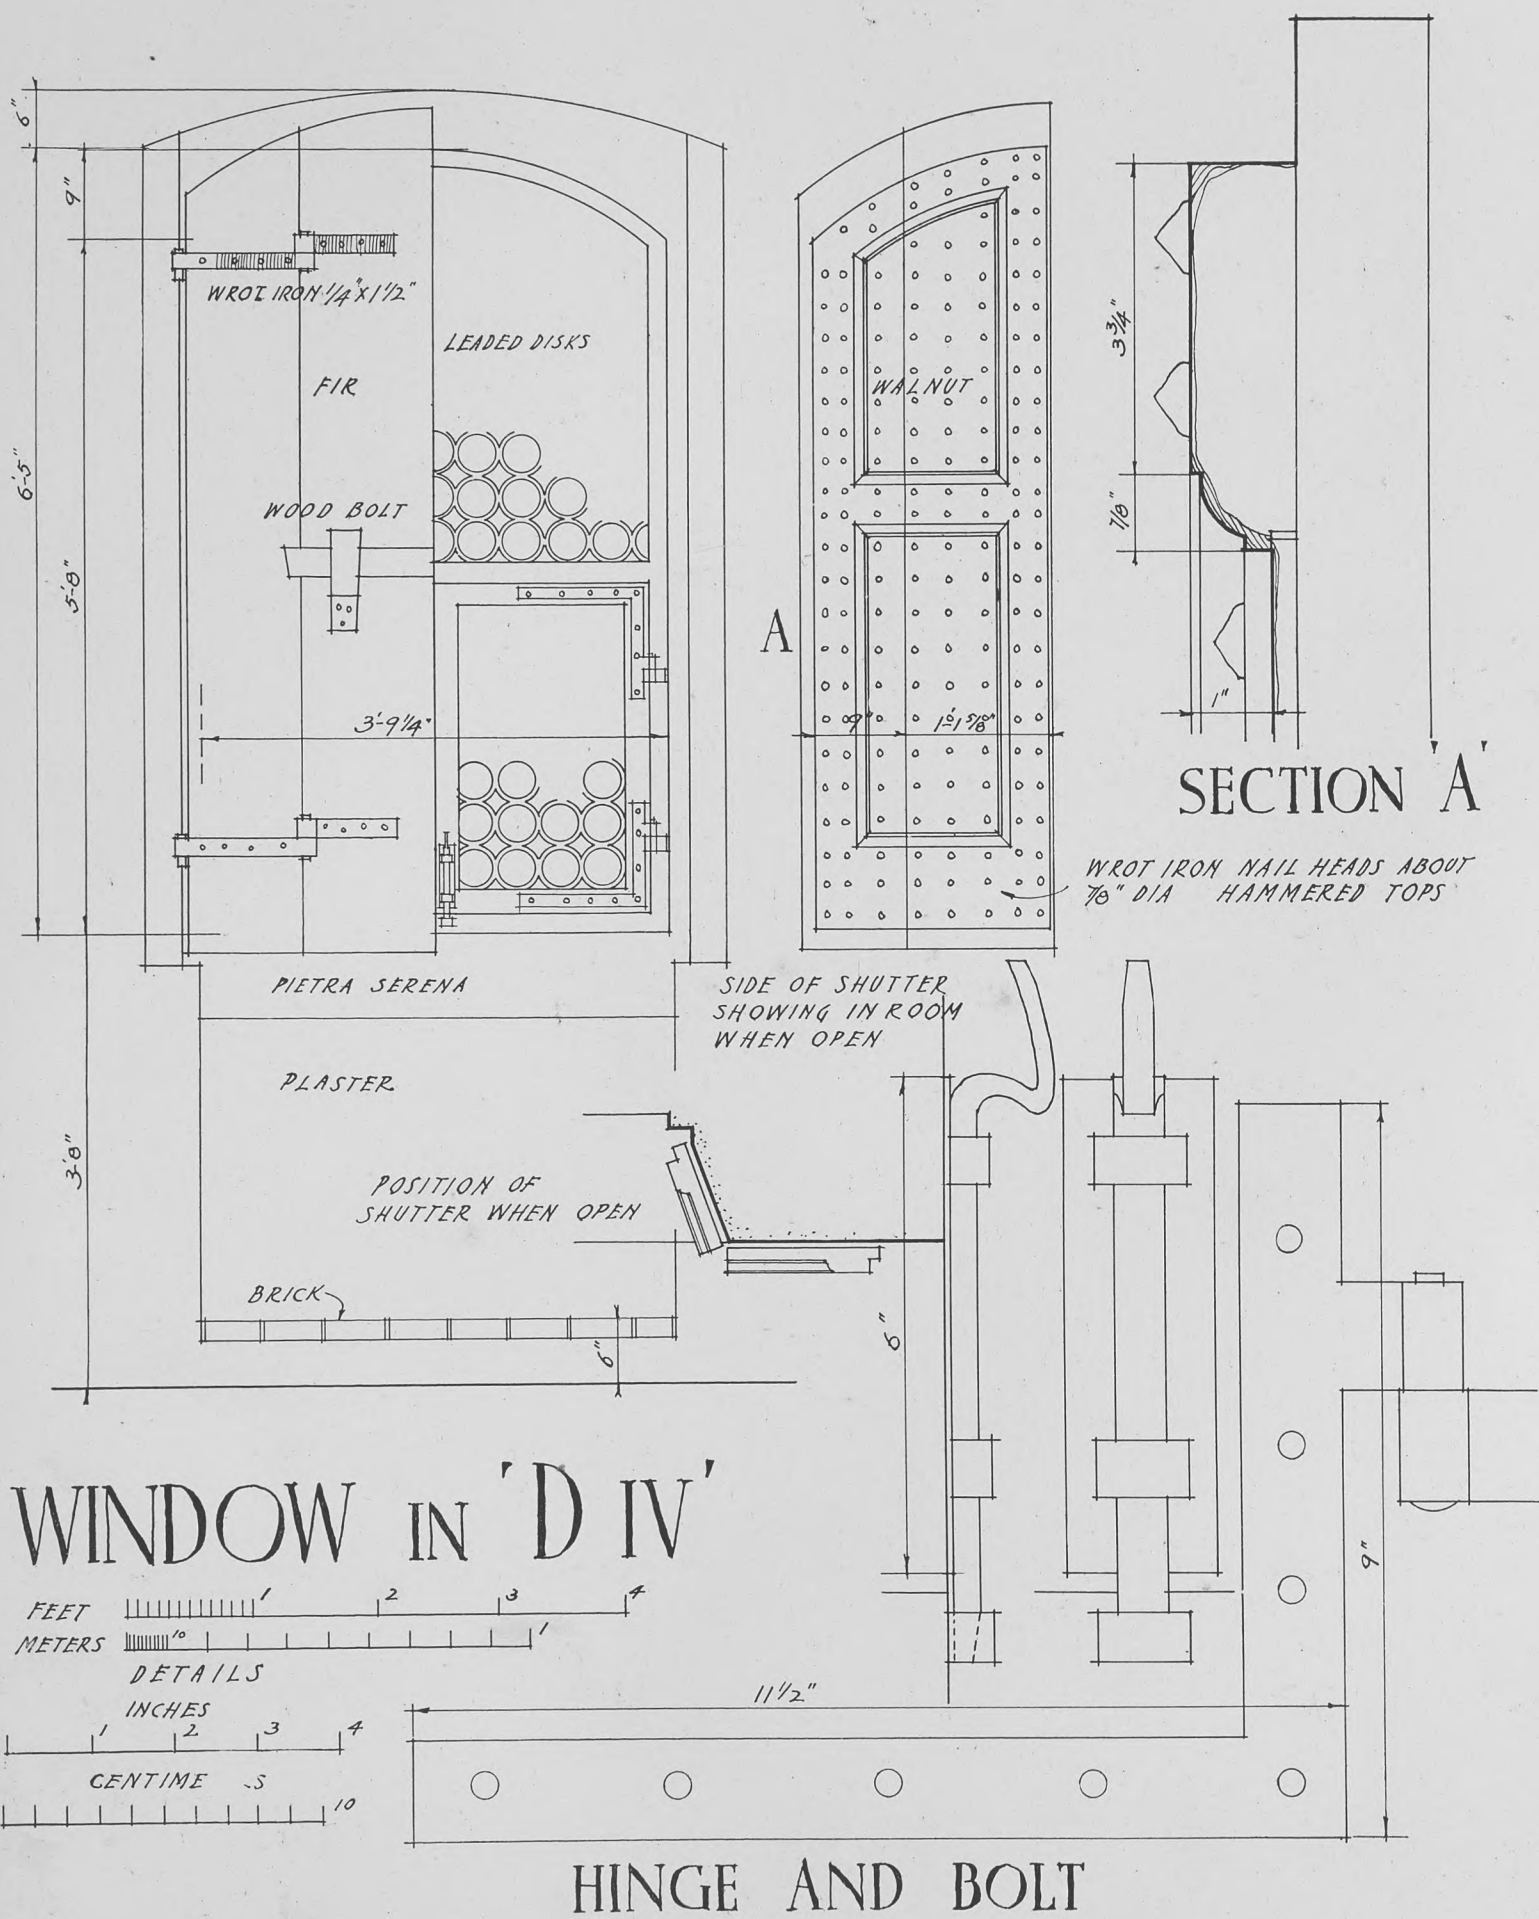 6"
9"
WROT IRON 1/4" X 1 1/2"
LEADED DISKS
FIR
WALNUT
3 3/4"
6'-5"
WOOD BOLT
7/8"
5'-8"
A
3'-9 1/4"
9"
1'-1 5/8"
1"
SECTION 'A'
WROT IRON NAIL HEADS ABOUT
7/8" DIA HAMMERED TOPS
PIETRA SERENA
SIDE OF SHUTTER
SHOWING IN ROOM
WHEN OPEN
PLASTER
3'8"
POSITION OF
SHUTTER WHEN OPEN
BRICK
6"
6"
9"
WINDOW IN 'D IV'
FEET 1 2 3 4
METERS 10 1
DETAILS
INCHES
1 2 3 4
CENTIME S
10
11 1/2"
HINGE AND BOLT